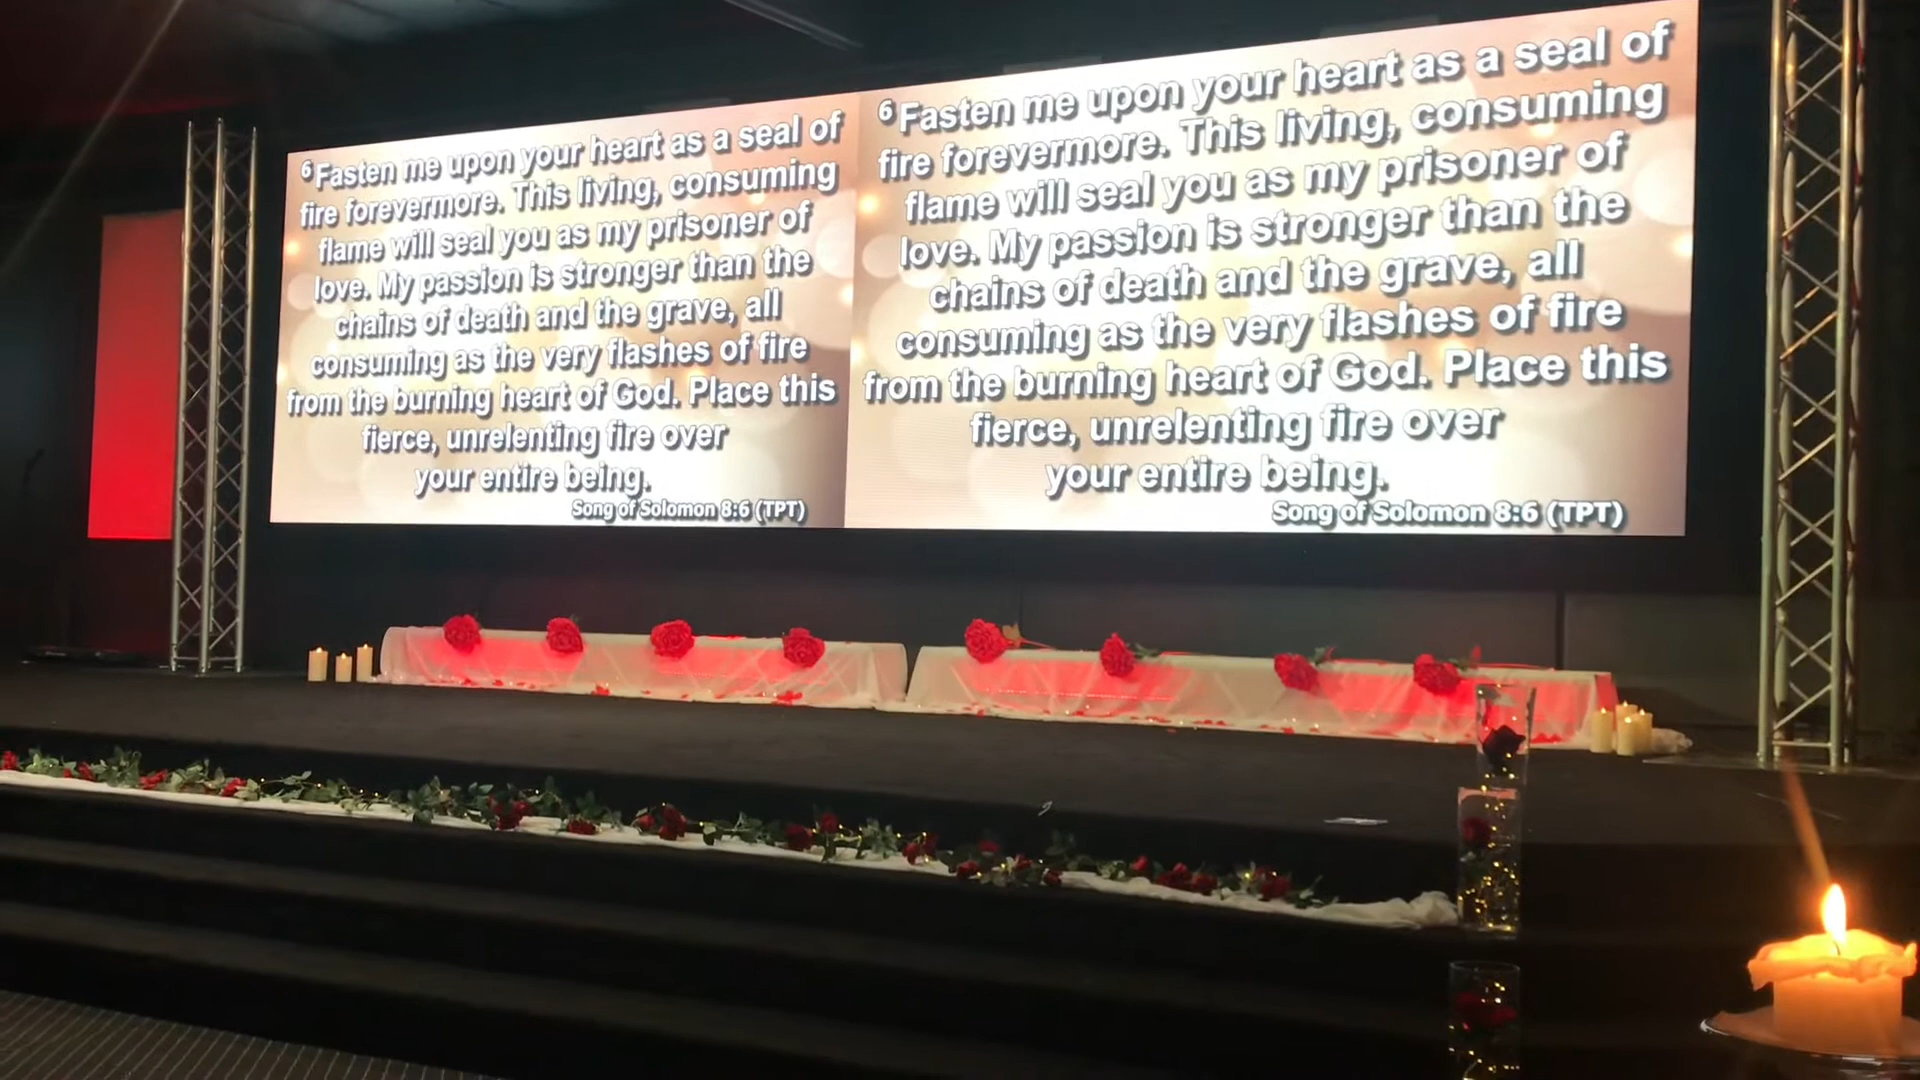 6 Fasten me upon your heart as a seal of
fire forevermore. This living, consuming
flame will seal you as my prisoner of
love. My passion is stronger than the
chains of death and the grave, all
consuming as the very flashes of fire
from the burning heart of God. Place this
fierce, unrelenting fire over
your entire being.
Song of Solomon 8:6 (TPT)
6 Fasten me upon your heart as a seal of
fire forevermore. This living, consuming
flame will seal you as my prisoner of
love. My passion is stronger than the
chains of death and the grave, all
consuming as the very flashes of fire
from the burning heart of God. Place this
fierce, unrelenting fire over
your entire being.
Song of Solomon 8:6 (TPT)